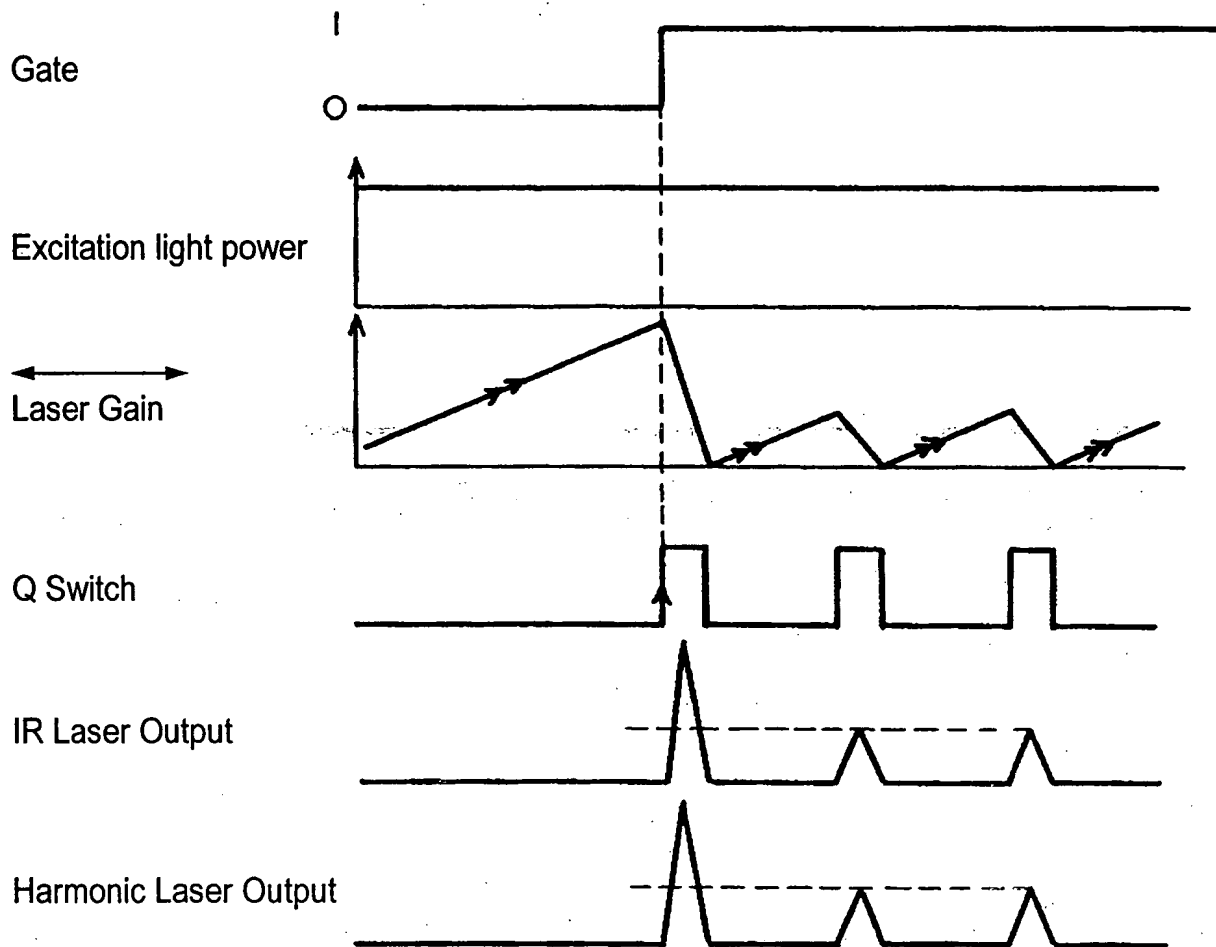 I
Gate
O
Excitation light power
Laser Gain
Q Switch
IR Laser Output
Harmonic Laser Output